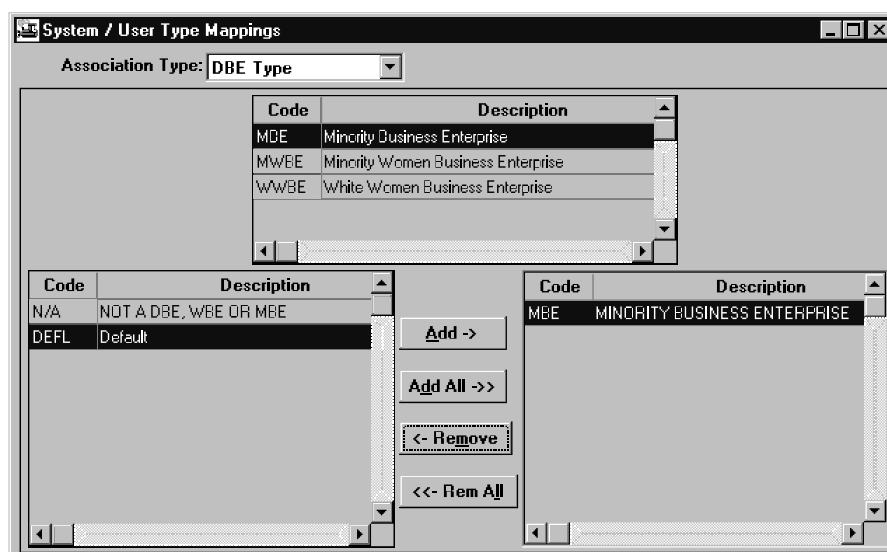 System / User Type Mappings
Association Type: DBE Type
Code Description
MBE Minority Business Enterprise
MWBE Minority Women Business Enterprise
WWBE White Women Business Enterprise
Code Description
N/A NOT A DBE, WBE OR MBE
DEFL Default
Add ->
Add All ->>
<- Remove
<<- Rem All
Code Description
MBE MINORITY BUSINESS ENTERPRISE